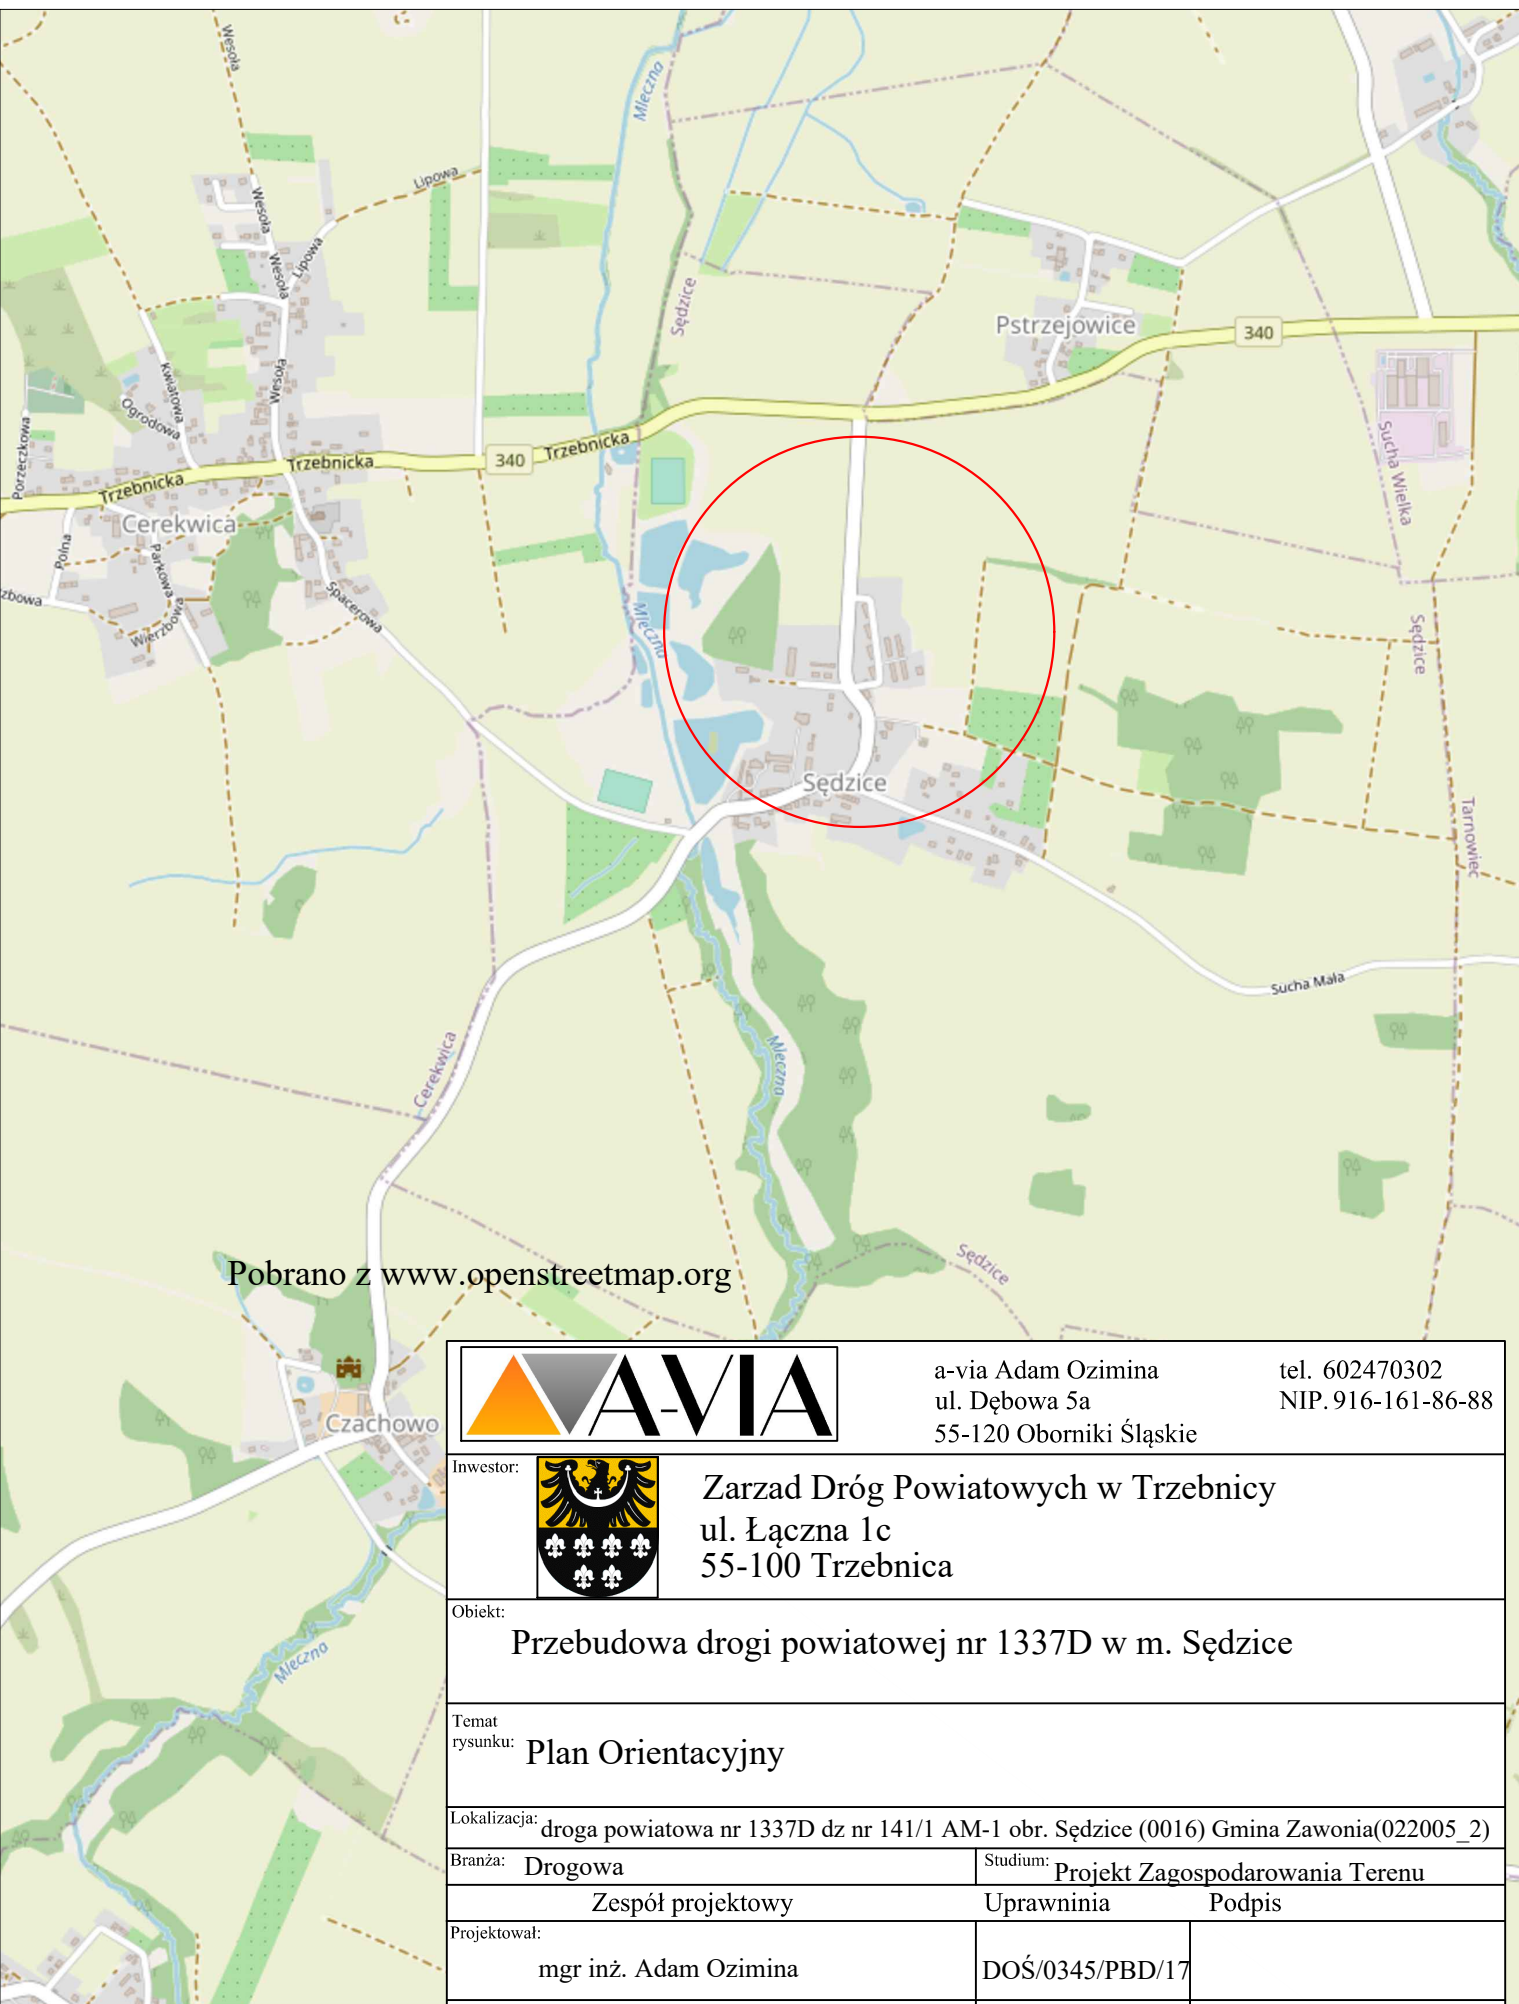 Wesoła
Mleczna
Lipowa
Wesoła
Lipowa
Wesoła
Sędzice
Pstrzejowice
340
Kwiatowa
Wesoła
Ogrodowa
Porzeczkowa
Trzebnicka
340
Trzebnicka
Trzebnicka
Sucha Wielka
Cerekwica
Polna
Parkowa
Spacerowa
zbowa
Wierzbowa
Mleczna
Sędzice
Sędzice
Tarnowiec
Sucha Mała
Mleczna
Cerekwica
Sędzice
Pobrano z www.openstreetmap.org
Czachowo
Mleczna
A-VIA
a-via Adam Ozimina
ul. Dębowa 5a
55-120 Oborniki Śląskie
tel. 602470302
NIP. 916-161-86-88
Inwestor:
Zarzad Dróg Powiatowych w Trzebnicy
ul. Łączna 1c
55-100 Trzebnica
Obiekt:
Przebudowa drogi powiatowej nr 1337D w m. Sędzice
Temat
rysunku:
Plan Orientacyjny
Lokalizacja: droga powiatowa nr 1337D dz nr 141/1 AM-1 obr. Sędzice (0016) Gmina Zawonia(022005_2)
Branża: Drogowa
Studium: Projekt Zagospodarowania Terenu
Zespół projektowy
Uprawninia
Podpis
Projektował:
mgr inż. Adam Ozimina
DOŚ/0345/PBD/17